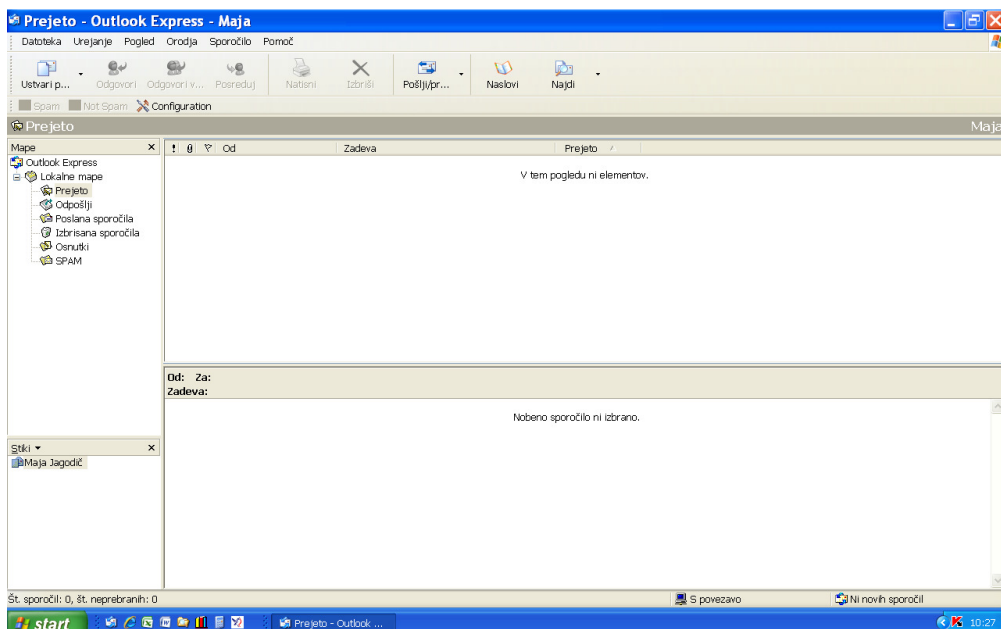 Prejeto - Outlook Express - Maja
Datoteka Urejanje Pogled Orodja Sporočilo Pomoč
Ustvari p... Odgovori Odgovori v... Posreduj Natisni Izbriši Pošlji/pr... Naslovi Najdi
Spam Not Spam Configuration
Prejeto Maja
Mape
! Od Zadeva Prejeto
V tem pogledu ni elementov.
Outlook Express
Lokalne mape
Prejeto
Odpošlji
Poslana sporočila
Izbrisana sporočila
Osnutki
SPAM
Od: Za:
Zadeva:
Nobeno sporočilo ni izbrano.
Stiki
Maja Jagodič
Št. sporočil: 0, št. neprebranih: 0 S povezavo Ni novih sporočil
start Prejeto - Outlook ... 10:27